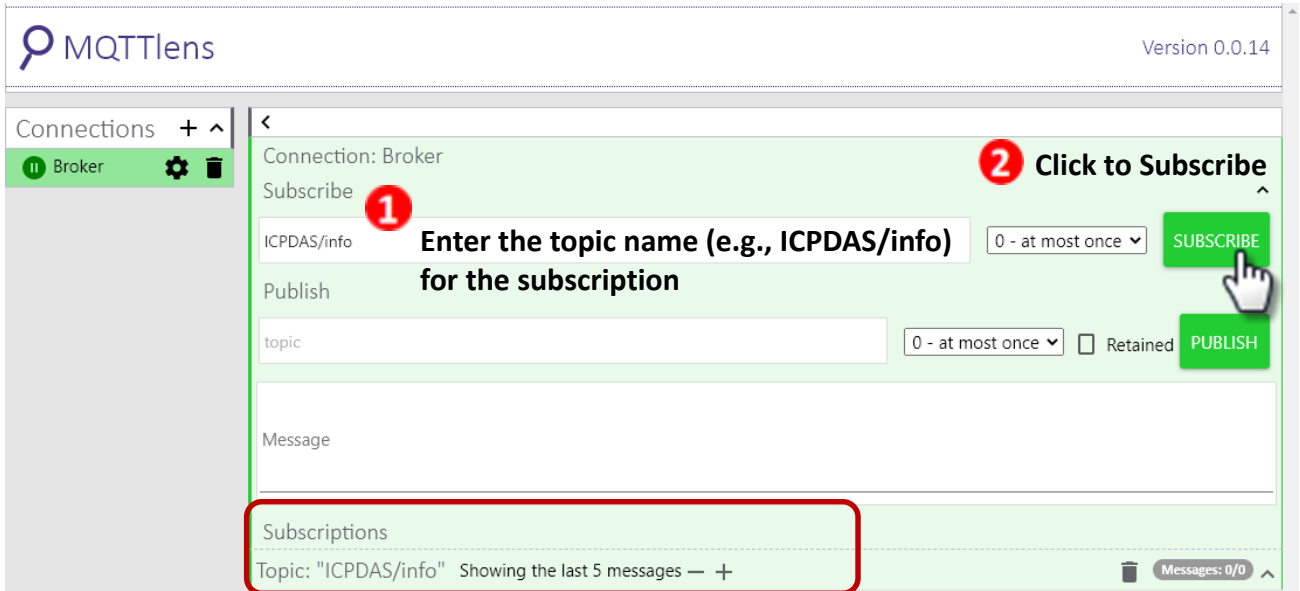 MQTTlens
Version 0.0.14
Connections
Broker
Connection: Broker
2 Click to Subscribe
Subscribe
1
ICPDAS/info
Enter the topic name (e.g., ICPDAS/info)
for the subscription
0 - at most once
SUBSCRIBE
Publish
topic
0 - at most once
Retained
PUBLISH
Message
Subscriptions
Topic: "ICPDAS/info" Showing the last 5 messages — +
Messages: 0/0